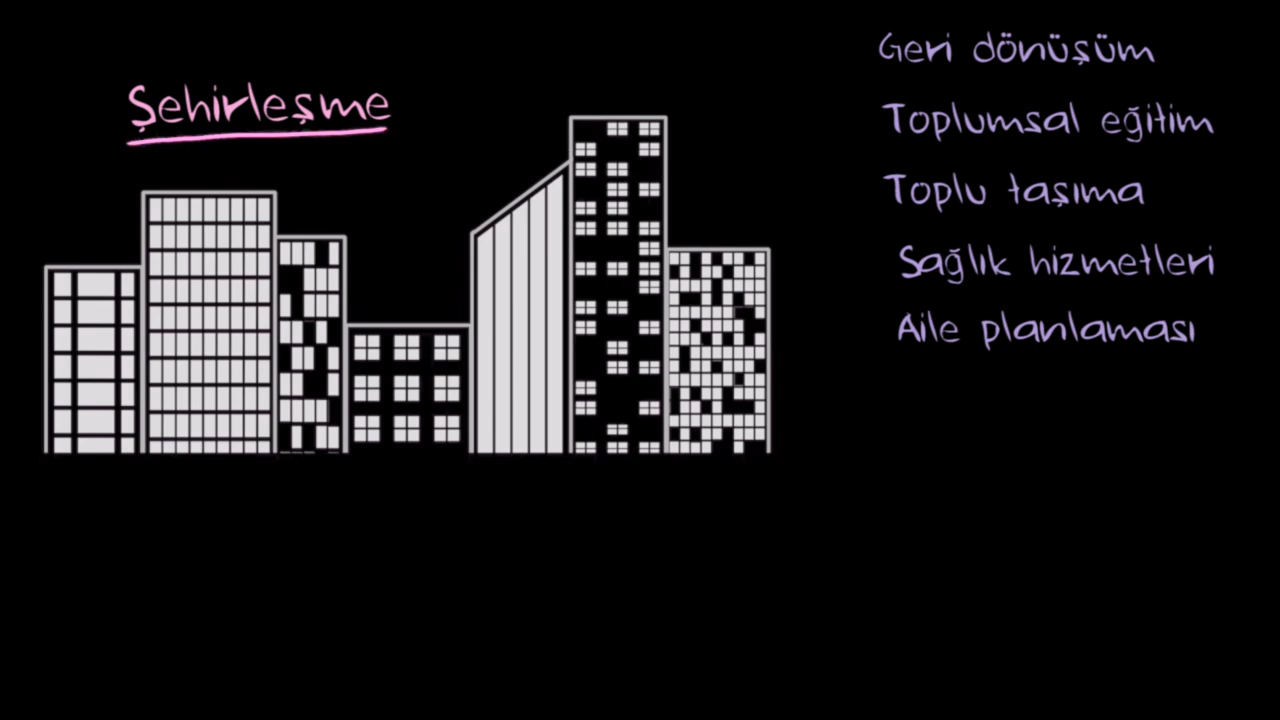 Şehirleşme
Geri dönüşüm
Toplumsal eğitim
Toplu taşıma
Sağlık hizmetleri
Aile planlaması